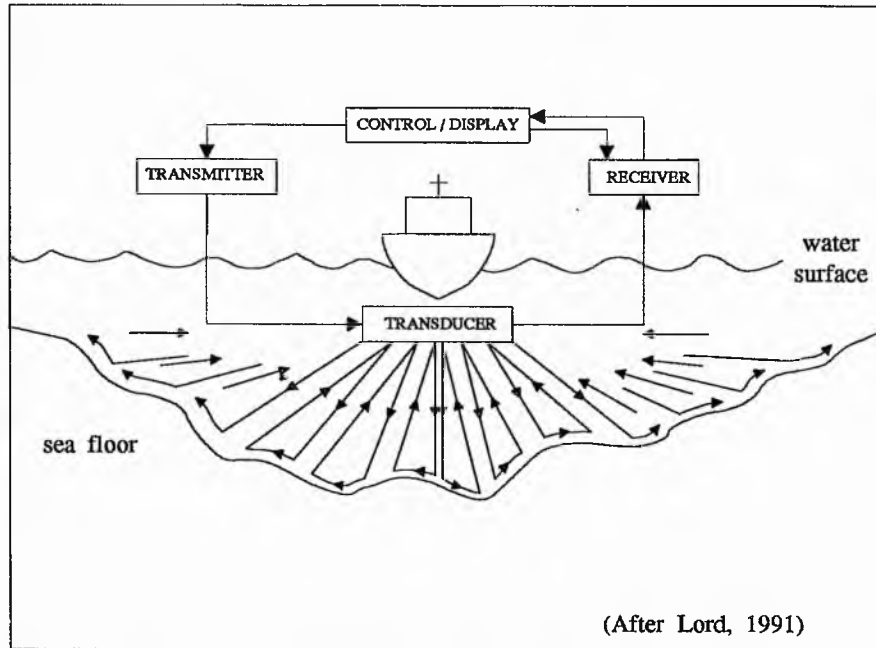 CONTROL / DISPLAY
TRANSMITTER
RECEIVER
water
surface
TRANSDUCER
sea floor
(After Lord, 1991)